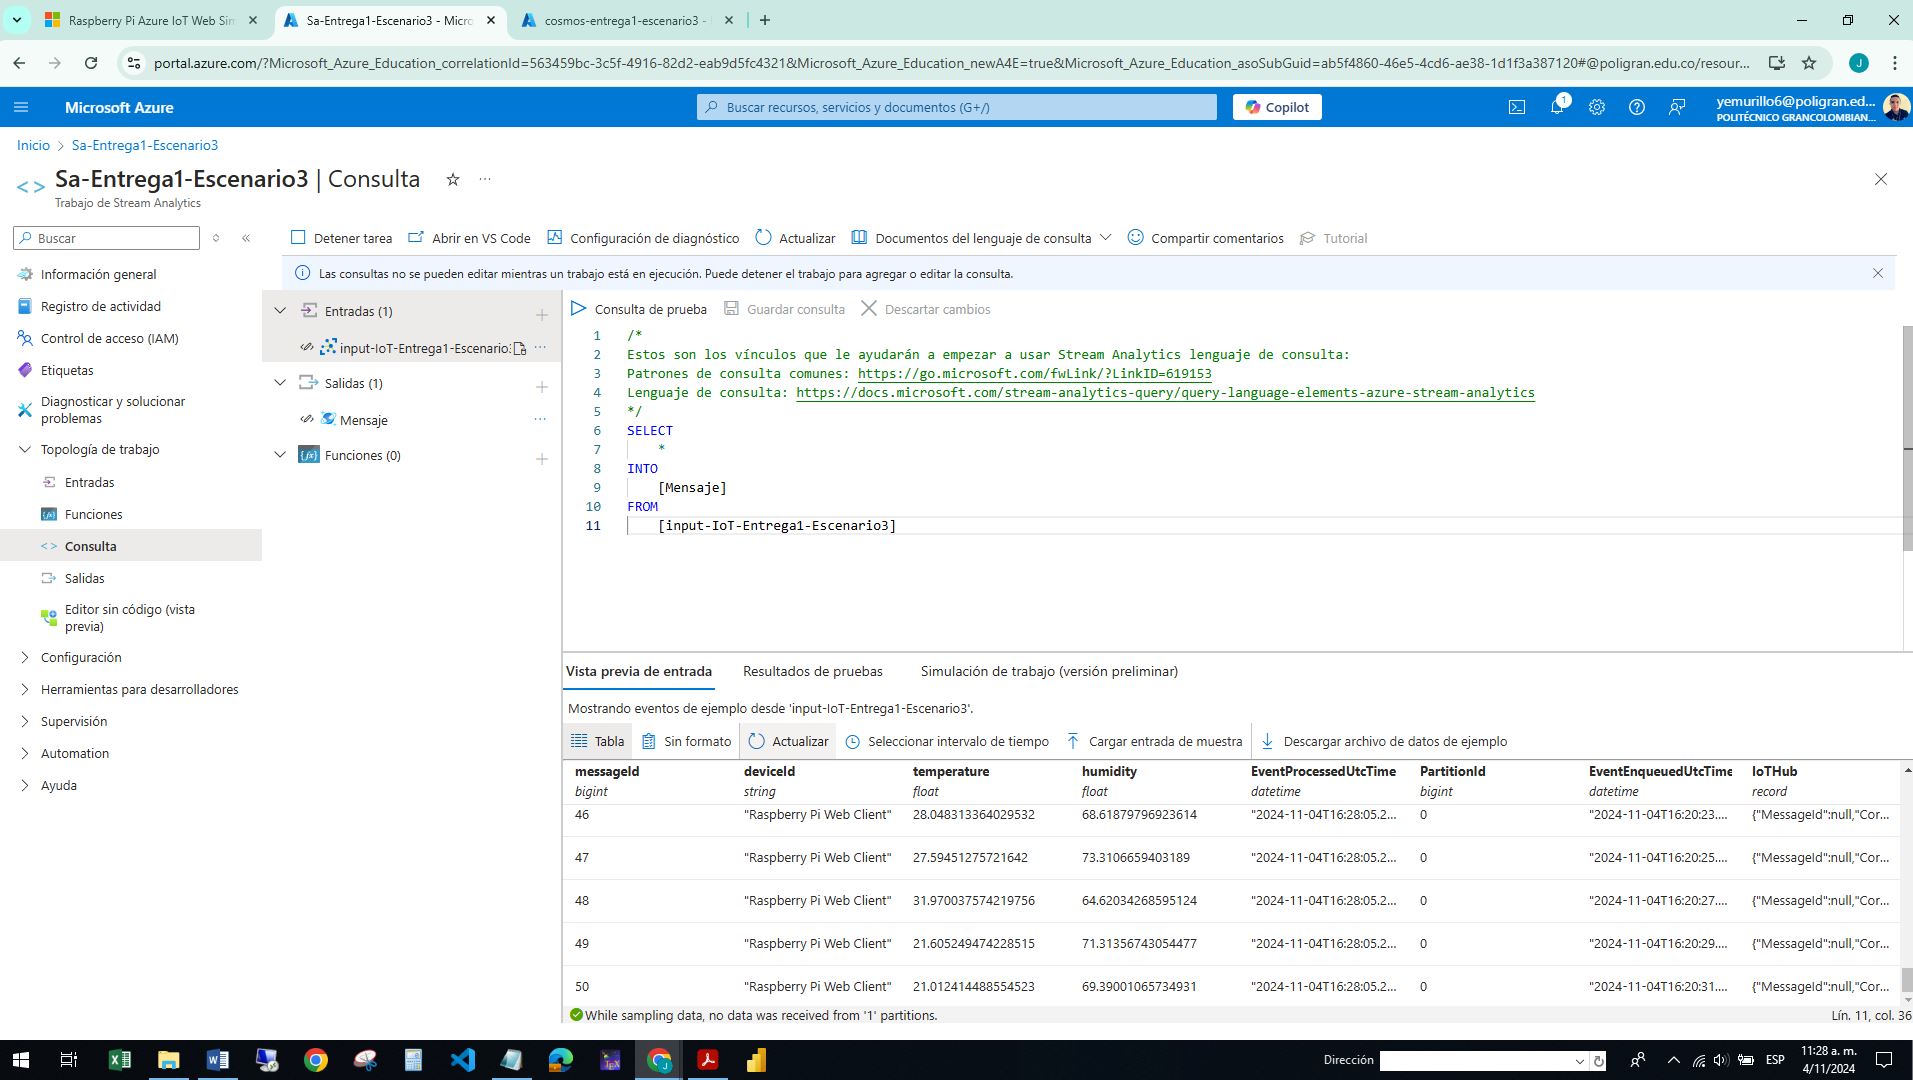 Raspberry Pi Azure IoT Web Sim
Sa-Entrega1-Escenario3 - Micro
cosmos-entrega1-escenario3 -
portal.azure.com/?Microsoft_Azure_Education_correlationId=563459bc-3c5f-4916-82d2-eab9d5fc4321&Microsoft_Azure_Education_newA4E=true&Microsoft_Azure_Education_asoSubGuid=ab5f4860-46e5-4cd6-ae38-1d1f3a387120#@poligran.edu.co/resour...
J
Microsoft Azure
Buscar recursos, servicios y documentos (G+/)
Copilot
1
yemurillo6@poligran.ed...
POLITÉCNICO GRANCOLOMBIAN...
Inicio > Sa-Entrega1-Escenario3
Sa-Entrega1-Escenario3 | Consulta
Trabajo de Stream Analytics
Buscar
Detener tarea
Abrir en VS Code
Configuración de diagnóstico
Actualizar
Documentos del lenguaje de consulta
Compartir comentarios
Tutorial
Las consultas no se pueden editar mientras un trabajo está en ejecución. Puede detener el trabajo para agregar o editar la consulta.
Información general
Registro de actividad
Control de acceso (IAM)
Etiquetas
Diagnosticar y solucionar
problemas
Topología de trabajo
Entradas
Funciones
Consulta
Salidas
Editor sin código (vista
previa)
Configuración
Herramientas para desarrolladores
Supervisión
Automation
Ayuda
Entradas (1)
input-IoT-Entrega1-Escenario
Salidas (1)
Mensaje
Funciones (0)
Consulta de prueba
Guardar consulta
Descartar cambios
1 /*
2 Estos son los vínculos que le ayudarán a empezar a usar Stream Analytics lenguaje de consulta:
3 Patrones de consulta comunes: https://go.microsoft.com/fwLink/?LinkID=619153
4 Lenguaje de consulta: https://docs.microsoft.com/stream-analytics-query/query-language-elements-azure-stream-analytics
5 */
6 SELECT
7 *
8 INTO
9 [Mensaje]
10 FROM
11 [input-IoT-Entrega1-Escenario3]
Vista previa de entrada
Resultados de pruebas
Simulación de trabajo (versión preliminar)
Mostrando eventos de ejemplo desde 'input-IoT-Entrega1-Escenario3'.
Tabla
Sin formato
Actualizar
Seleccionar intervalo de tiempo
Cargar entrada de muestra
Descargar archivo de datos de ejemplo
messageId deviceId temperature humidity EventProcessedUtcTime PartitionId EventEnqueuedUtcTime IoTHub
bigint string float float datetime bigint datetime record
46 "Raspberry Pi Web Client" 28.048313364029532 68.61879796923614 "2024-11-04T16:28:05.2... 0 "2024-11-04T16:20:23.... {"MessageId":null,"Cor...
47 "Raspberry Pi Web Client" 27.59451275721642 73.3106659403189 "2024-11-04T16:28:05.2... 0 "2024-11-04T16:20:25.... {"MessageId":null,"Cor...
48 "Raspberry Pi Web Client" 31.970037574219756 64.62034268595124 "2024-11-04T16:28:05.2... 0 "2024-11-04T16:20:27.... {"MessageId":null,"Cor...
49 "Raspberry Pi Web Client" 21.605249474228515 71.31356743054477 "2024-11-04T16:28:05.2... 0 "2024-11-04T16:20:29.... {"MessageId":null,"Cor...
50 "Raspberry Pi Web Client" 21.012414488554523 69.39001065734931 "2024-11-04T16:28:05.2... 0 "2024-11-04T16:20:31.... {"MessageId":null,"Cor...
While sampling data, no data was received from '1' partitions.
Lín. 11, col. 36
Dirección
ESP
11:28 a. m.
4/11/2024